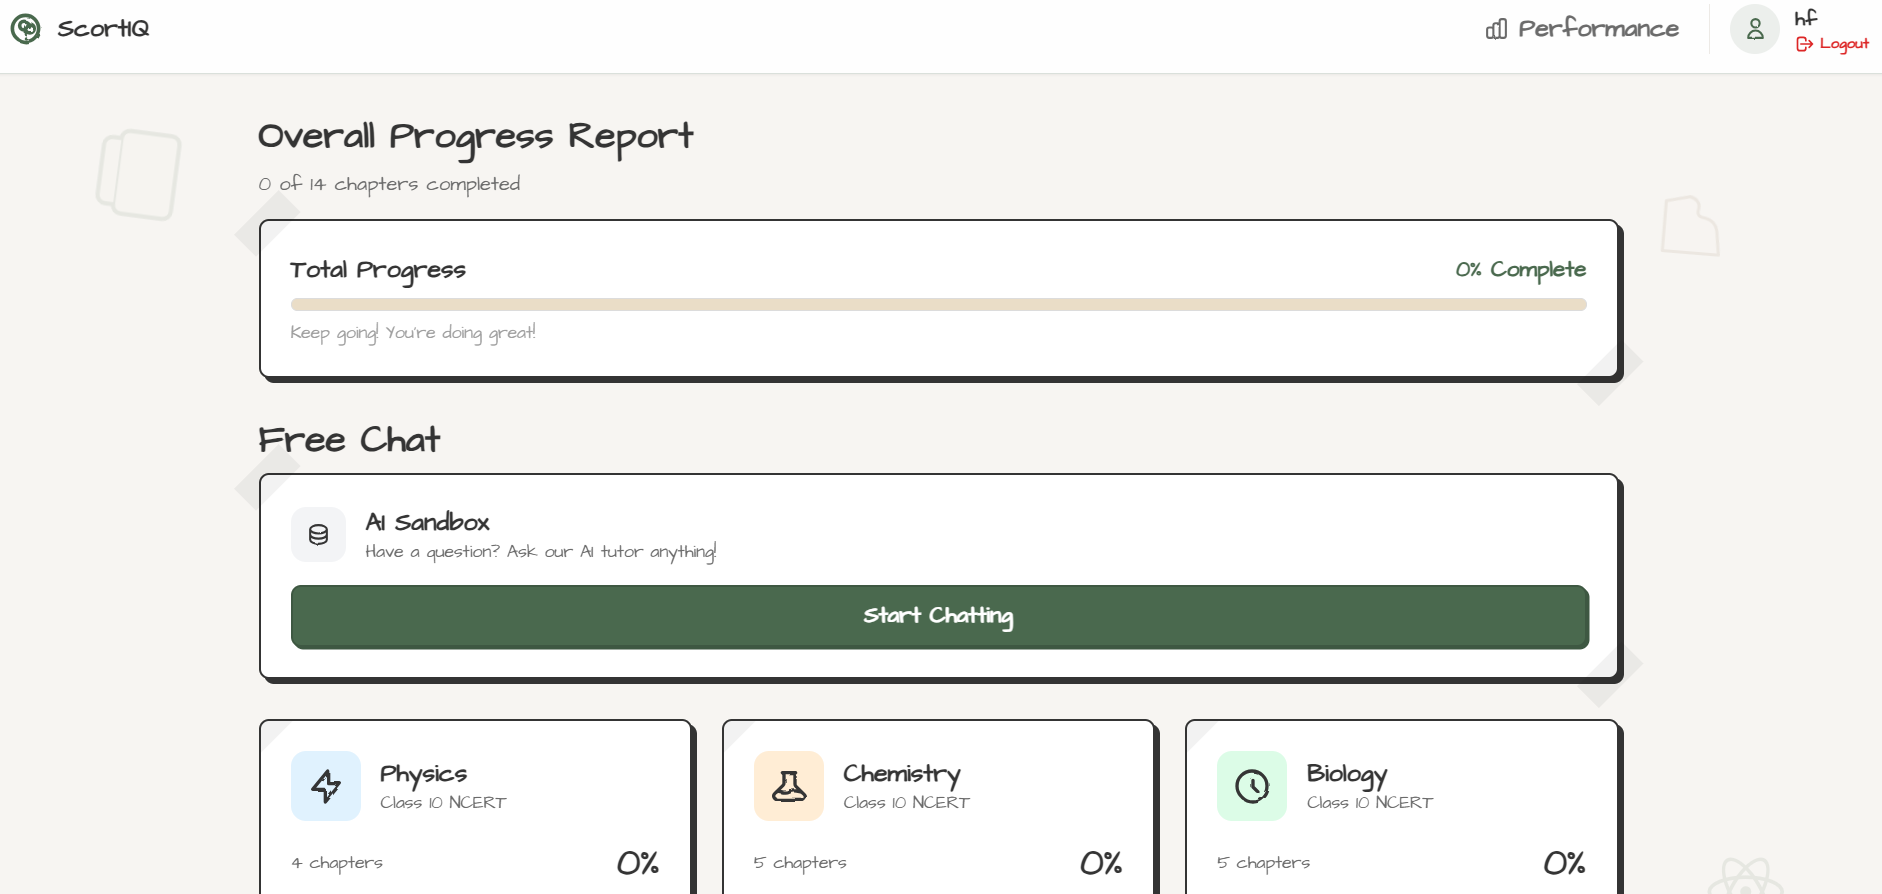 ScortIQ
Performance
hf
Logout
Overall Progress Report
0 of 14 chapters completed
Total Progress
0% Complete
Keep going! You're doing great!
Free Chat
AI Sandbox
Have a question? Ask our AI tutor anything!
Start Chatting
Physics
Class 10 NCERT
4 chapters
0%
Chemistry
Class 10 NCERT
5 chapters
0%
Biology
Class 10 NCERT
5 chapters
0%